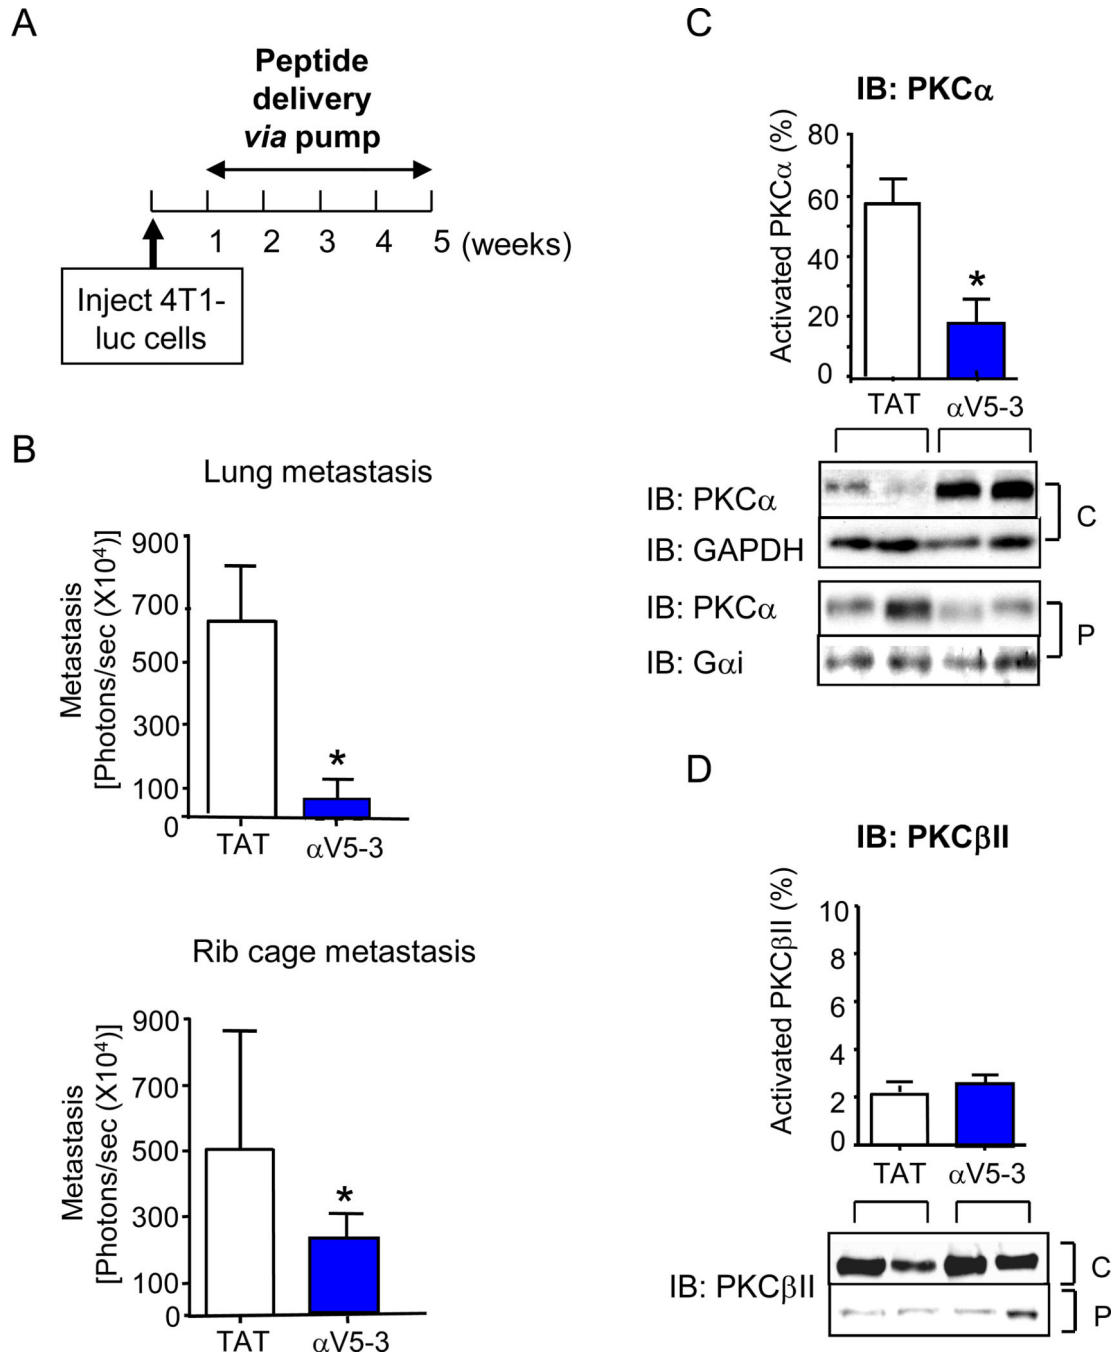 A
Peptide
delivery
via pump
1 2 3 4 5 (weeks)
Inject 4T1-
luc cells
B
Lung metastasis
Metastasis
[Photons/sec (X10⁴)]
900
700
500
300
100
0
TAT αV5-3
*
Rib cage metastasis
Metastasis
[Photons/sec (X10⁴)]
900
700
500
300
100
0
TAT αV5-3
*
C
IB: PKCα
Activated PKCα (%)
80
60
40
20
0
*
TAT αV5-3
IB: PKCα
IB: GAPDH
C
IB: PKCα
IB: Gαi
P
D
IB: PKCβII
Activated PKCβII (%)
10
8
6
4
2
0
TAT αV5-3
IB: PKCβII
C
P